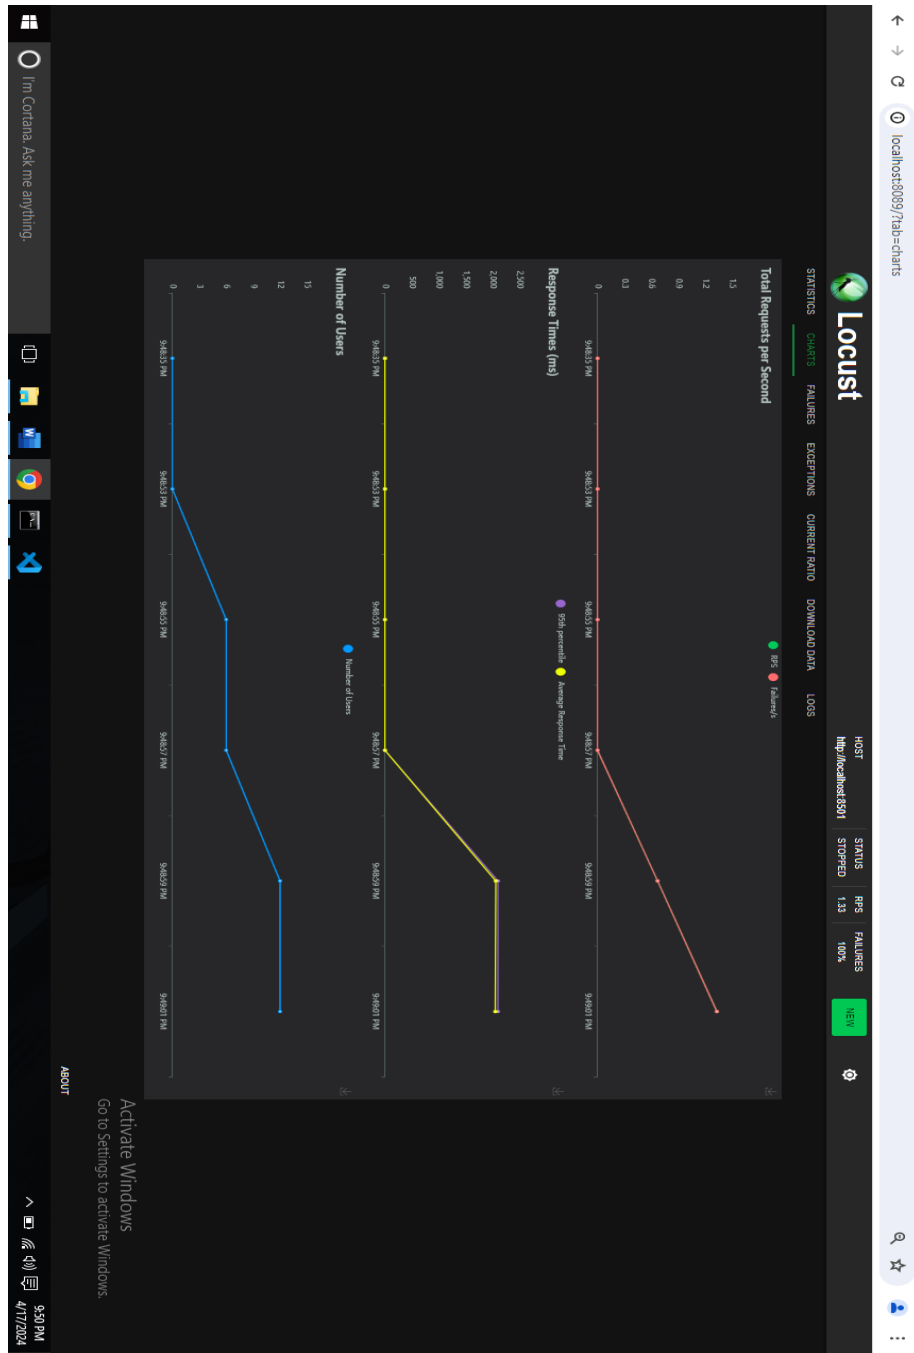 localhost:8089/?tab=charts
Locust
HOST
http://localhost:8501
STATUS
STOPPED
RPS
1.33
FAILURES
100%
NEW
STATISTICS CHARTS FAILURES EXCEPTIONS CURRENT RATIO DOWNLOAD DATA LOGS
Total Requests per Second
RPS Failures/s
1.5
1.2
0.9
0.6
0.3
0
9:48:35 PM 9:48:53 PM 9:48:55 PM 9:48:57 PM 9:48:59 PM 9:49:01 PM
Response Times (ms)
95th percentile Average Response Time
2,500
2,000
1,500
1,000
500
0
9:48:35 PM 9:48:53 PM 9:48:55 PM 9:48:57 PM 9:48:59 PM 9:49:01 PM
Number of Users
Number of Users
15
12
9
6
3
0
9:48:35 PM 9:48:53 PM 9:48:55 PM 9:48:57 PM 9:48:59 PM 9:49:01 PM
Activate Windows
Go to Settings to activate Windows.
ABOUT
I'm Cortana. Ask me anything.
9:50 PM
4/17/2024